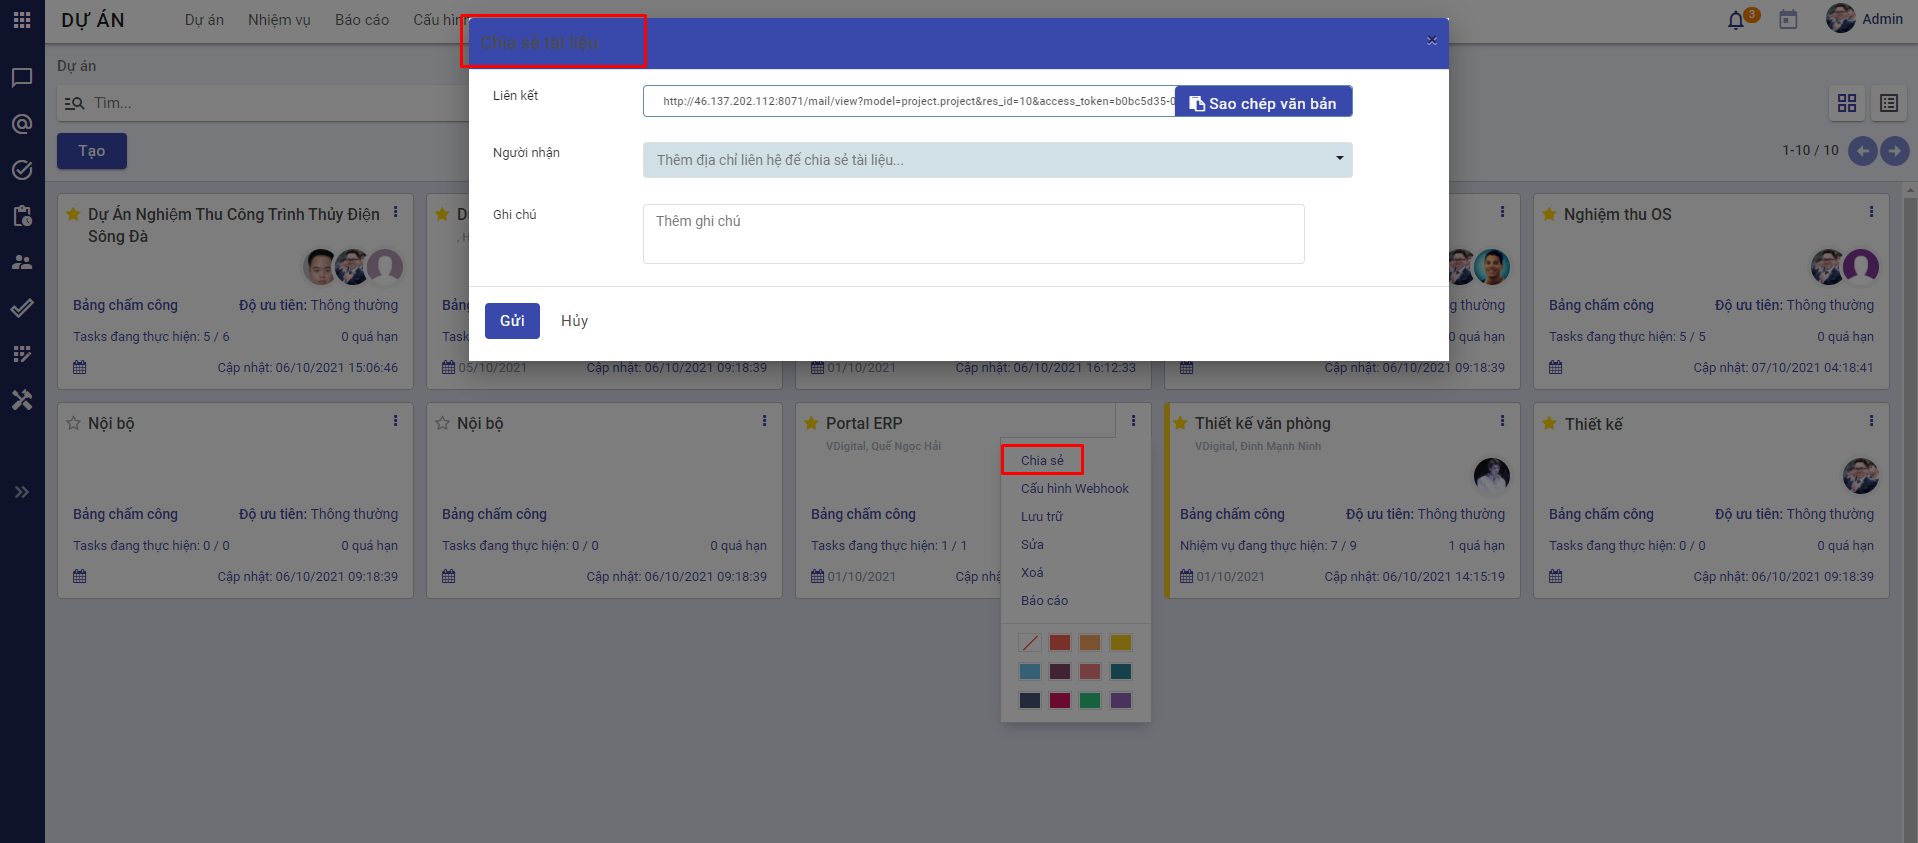 DỰ ÁN
Dự án
Nhiệm vụ
Báo cáo
Cấu hình
3
Admin
Dự án
Tìm...
Tạo
1-10 / 10
Chia sẻ tài liệu
×
Liên kết
http://46.137.202.112:8071/mail/view?model=project.project&res_id=10&access_token=b0bc5d35-0
Sao chép văn bản
Người nhận
Thêm địa chỉ liên hệ để chia sẻ tài liệu...
Ghi chú
Thêm ghi chú
Gửi
Hủy
Dự Án Nghiệm Thu Công Trình Thủy Điện
Sông Đà
Bảng chấm công
Độ ưu tiên: Thông thường
Tasks đang thực hiện: 5 / 6
0 quá hạn
Cập nhật: 06/10/2021 15:06:46
05/10/2021
Cập nhật: 06/10/2021 09:18:39
01/10/2021
Cập nhật: 06/10/2021 16:12:33
0 quá hạn
Cập nhật: 06/10/2021 09:18:39
Nghiệm thu OS
Bảng chấm công
Độ ưu tiên: Thông thường
Tasks đang thực hiện: 5 / 5
0 quá hạn
Cập nhật: 07/10/2021 04:18:41
Nội bộ
Bảng chấm công
Độ ưu tiên: Thông thường
Tasks đang thực hiện: 0 / 0
0 quá hạn
Cập nhật: 06/10/2021 09:18:39
Nội bộ
Bảng chấm công
Tasks đang thực hiện: 0 / 0
0 quá hạn
Cập nhật: 06/10/2021 09:18:39
Portal ERP
VDigital, Quế Ngọc Hải
Bảng chấm công
Tasks đang thực hiện: 1 / 1
01/10/2021
Chia sẻ
Cấu hình Webhook
Lưu trữ
Sửa
Xoá
Báo cáo
Thiết kế văn phòng
VDigital, Đinh Mạnh Ninh
Bảng chấm công
Độ ưu tiên: Thông thường
Nhiệm vụ đang thực hiện: 7 / 9
1 quá hạn
01/10/2021
Cập nhật: 06/10/2021 14:15:19
Thiết kế
Bảng chấm công
Độ ưu tiên: Thông thường
Tasks đang thực hiện: 0 / 0
0 quá hạn
Cập nhật: 06/10/2021 09:18:39